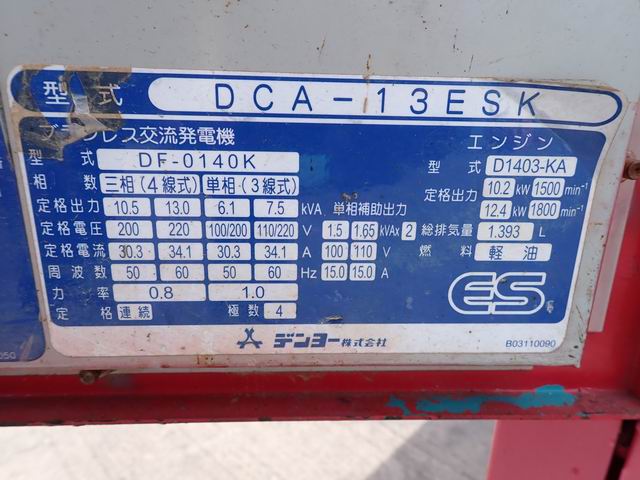 型式 DCA-13ESK
ブラシレス交流発電機 エンジン
型式 DF-0140K 型式 D1403-KA
相数 三相(4線式) 単相(3線式) 定格出力 10.2 kW 1500 min-1
定格出力 10.5 13.0 6.1 7.5 kVA 単相補助出力 12.4 kW 1800 min-1
定格電圧 200 220 100/200 110/220 V 1.5 1.65 kVAx 2 総排気量 1.393 L
定格電流 30.3 34.1 30.3 34.1 A 100 110 V 燃料 軽油
周波数 50 60 50 60 Hz 15.0 15.0 A
力率 0.8 1.0 ES
定格 連続 極数 4
デンヨー株式会社 B03110090